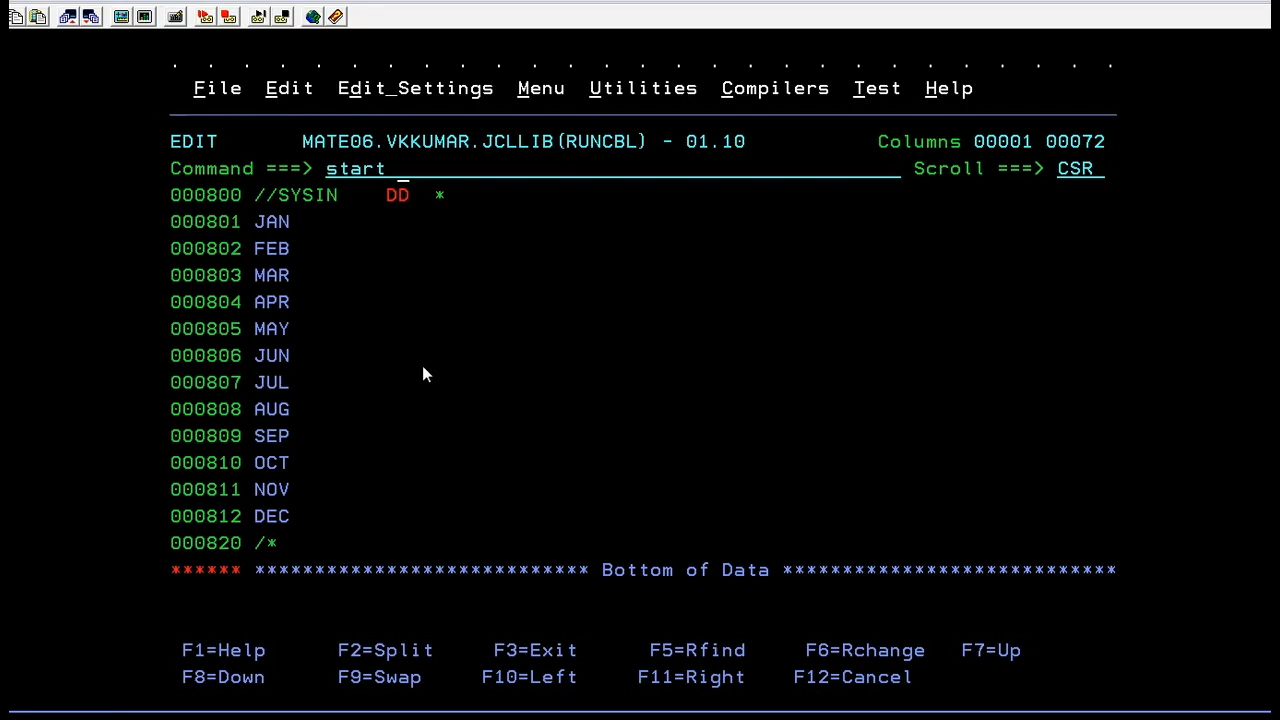 File Edit Edit_Settings Menu Utilities Compilers Test Help
EDIT MATE06.VKKUMAR.JCLLIB(RUNCBL) - 01.10 Columns 00001 00072
Command ===> start Scroll ===> CSR
000800 //SYSIN DD *
000801 JAN
000802 FEB
000803 MAR
000804 APR
000805 MAY
000806 JUN
000807 JUL
000808 AUG
000809 SEP
000810 OCT
000811 NOV
000812 DEC
000820 /*
****** **************************** Bottom of Data ****************************
F1=Help F2=Split F3=Exit F5=Rfind F6=Rchange F7=Up
F8=Down F9=Swap F10=Left F11=Right F12=Cancel